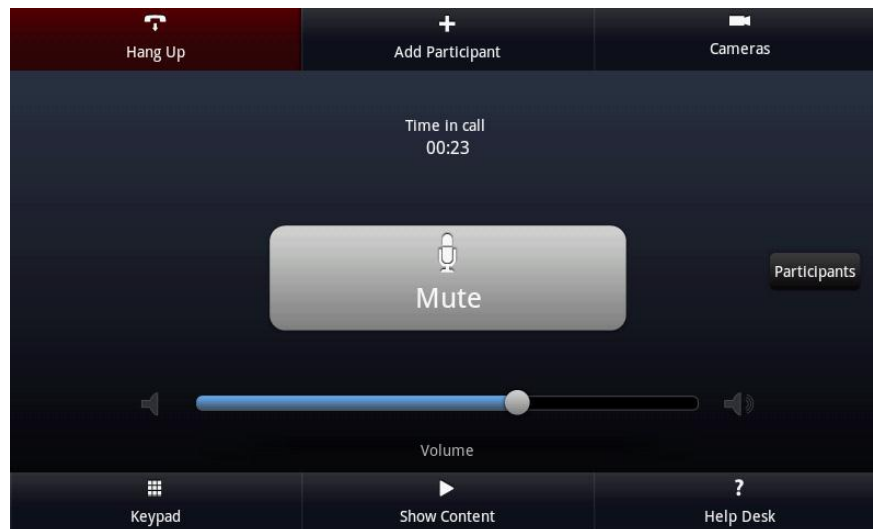 Hang Up
Add Participant
Cameras
Time in call
00:23
Mute
Participants
Volume
Keypad
Show Content
?
Help Desk